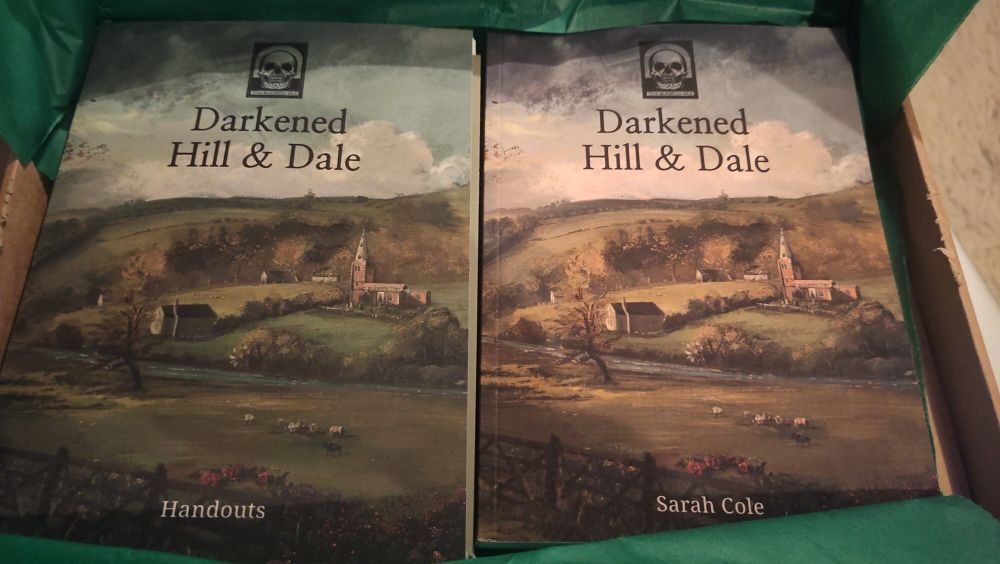 Darkened
Hill & Dale
Handouts
Darkened
Hill & Dale
Sarah Cole